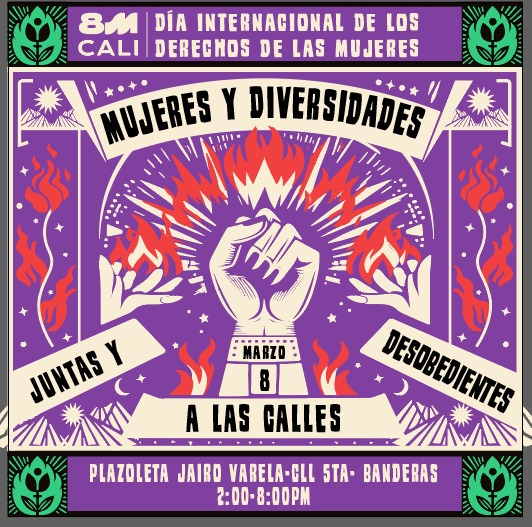 8M
CALI
DÍA INTERNACIONAL DE LOS
DERECHOS DE LAS MUJERES
MUJERES Y DIVERSIDADES
JUNTAS Y
DESOBEDIENTES
MARZO
8
A LAS CALLES
PLAZOLETA JAIRO VARELA-CLL 5TA- BANDERAS
2:00-8:00PM